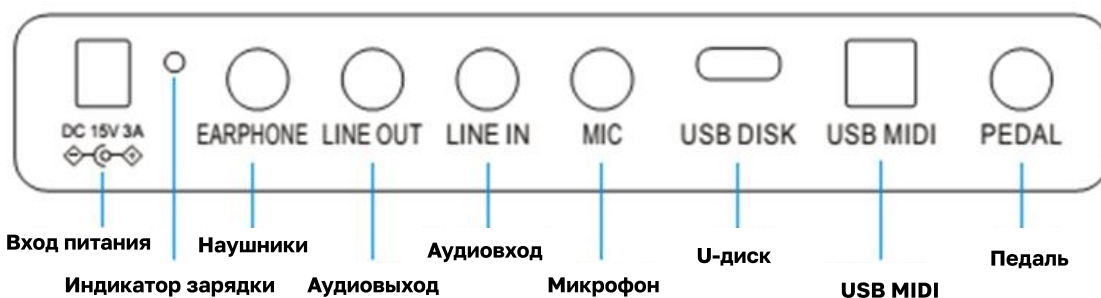 DC 15V 3A
EARPHONE
LINE OUT
LINE IN
MIC
USB DISK
USB MIDI
PEDAL
Вход питания
Индикатор зарядки
Наушники
Аудиовыход
Аудиовход
Микрофон
U-диск
USB MIDI
Педаль